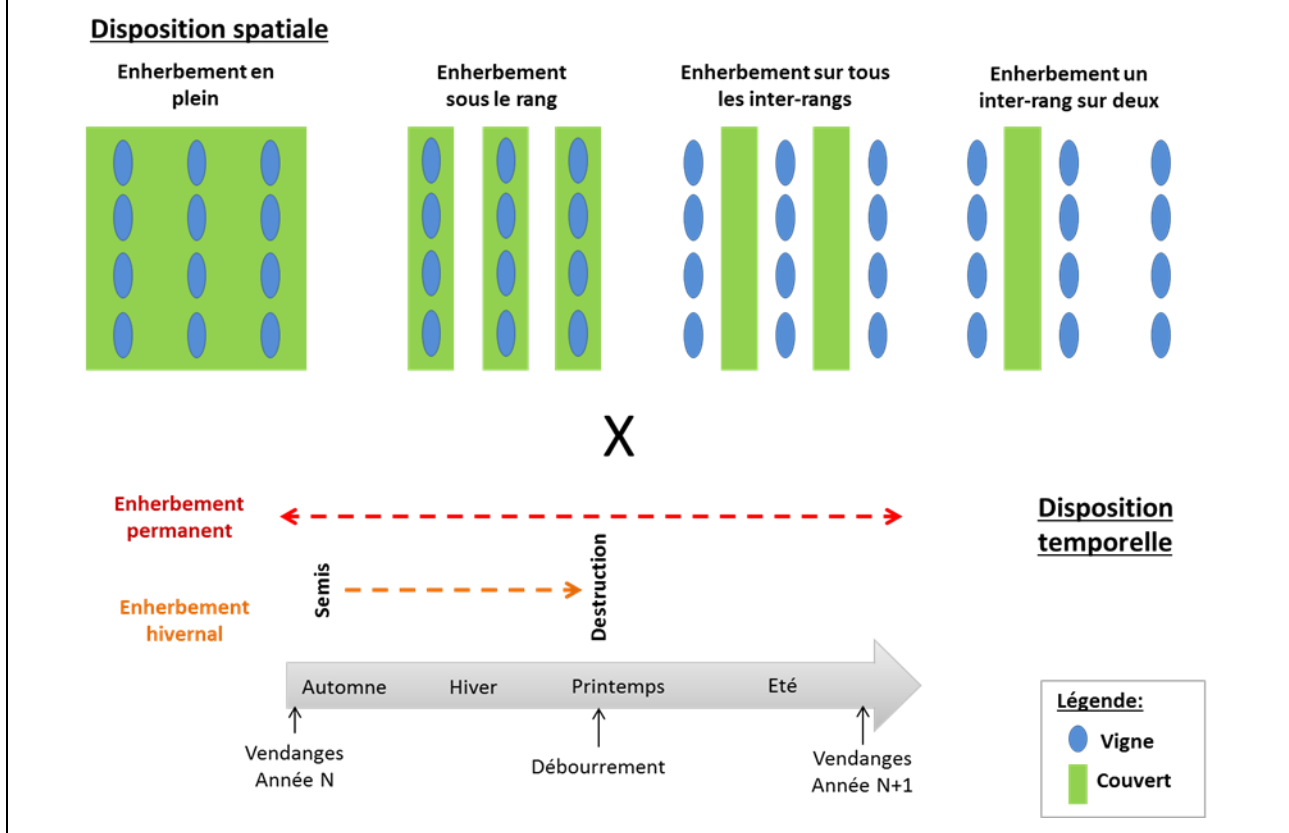 Disposition spatiale
Enherbement en
plein
Enherbement
sous le rang
Enherbement sur tous
les inter-rangs
Enherbement un
inter-rang sur deux
X
Enherbement
permanent
Disposition
temporelle
Semis
Destruction
Enherbement
hivernal
Automne
Hiver
Printemps
Eté
Vendanges
Année N
Débourrement
Vendanges
Année N+1
Légende:
Vigne
Couvert